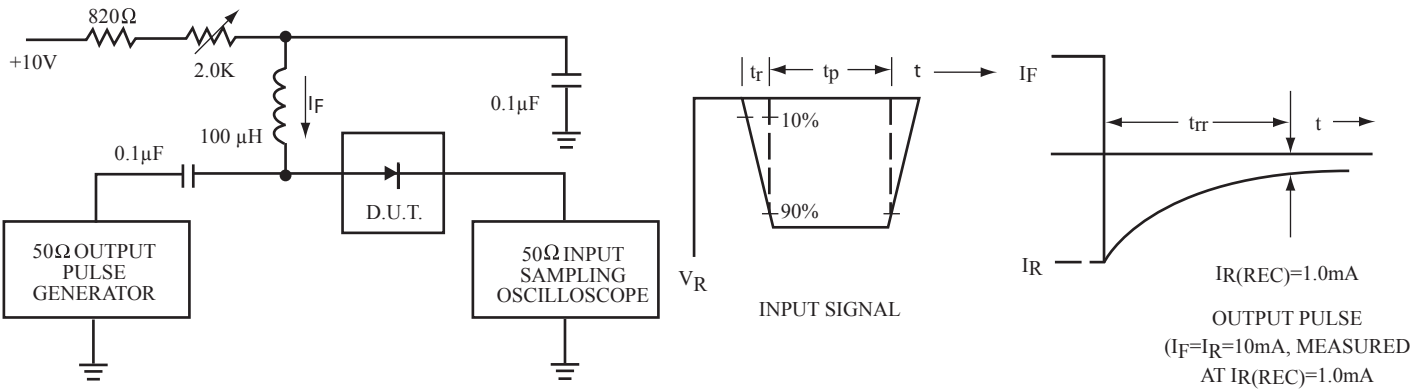 820Ω
+10V
2.0K
IF
0.1µF
100 µH
0.1µF
D.U.T.
50Ω OUTPUT
PULSE
GENERATOR
50Ω INPUT
SAMPLING
OSCILLOSCOPE
tr
tp
t
10%
90%
VR
INPUT SIGNAL
IF
trr
t
IR
IR(REC)=1.0mA
OUTPUT PULSE
(IF=IR=10mA, MEASURED
AT IR(REC)=1.0mA